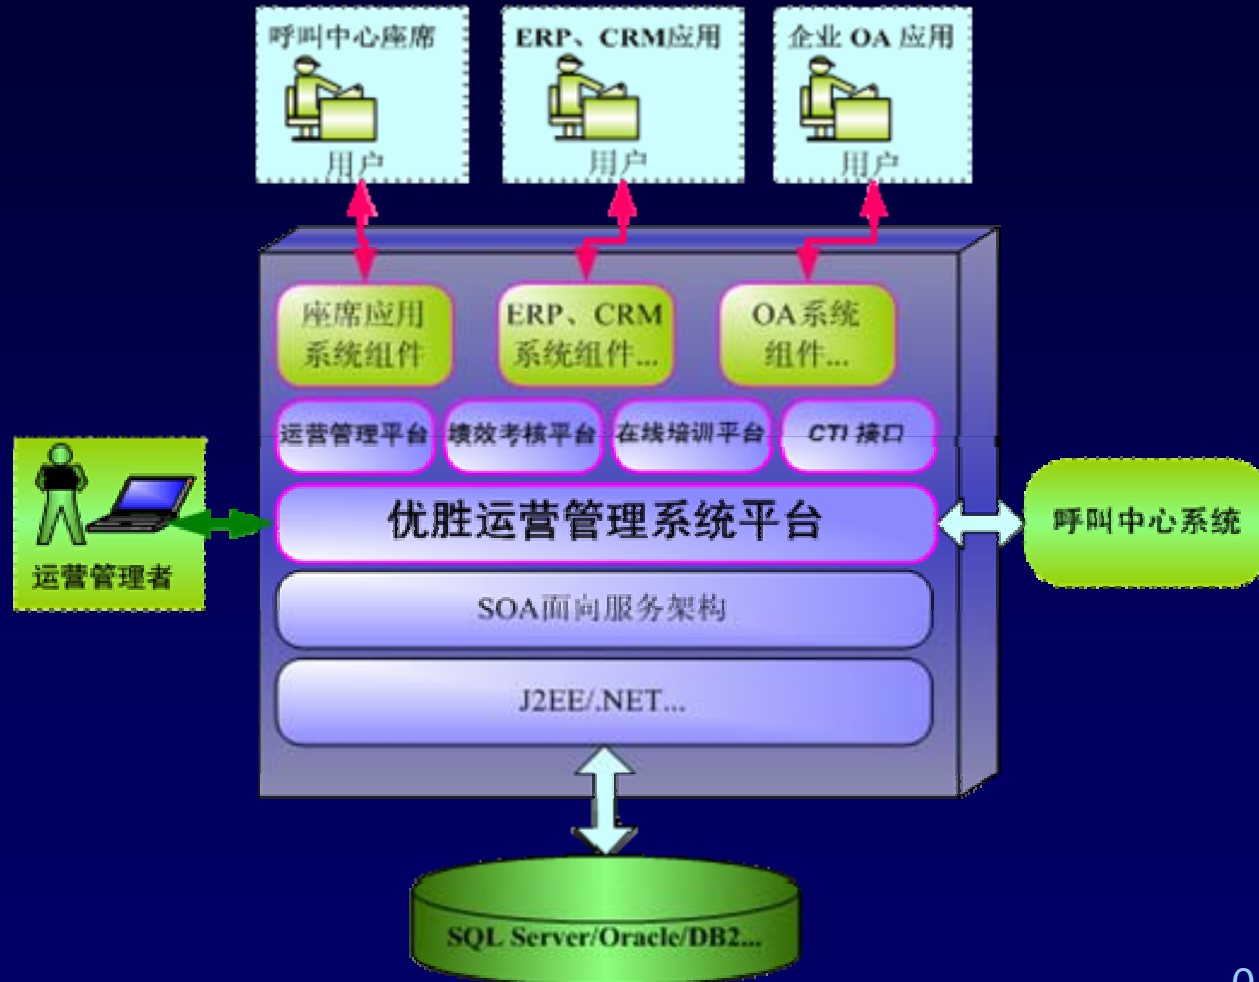 呼叫中心座席
ERP、CRM应用
企业 OA 应用
用户
用户
用户
座席应用
系统组件
ERP、CRM
系统组件...
OA系统
组件...
运营管理平台
绩效考核平台
在线培训平台
CTI 接口
优胜运营管理系统平台
运营管理者
呼叫中心系统
SOA面向服务架构
J2EE/.NET...
SQL Server/Oracle/DB2...